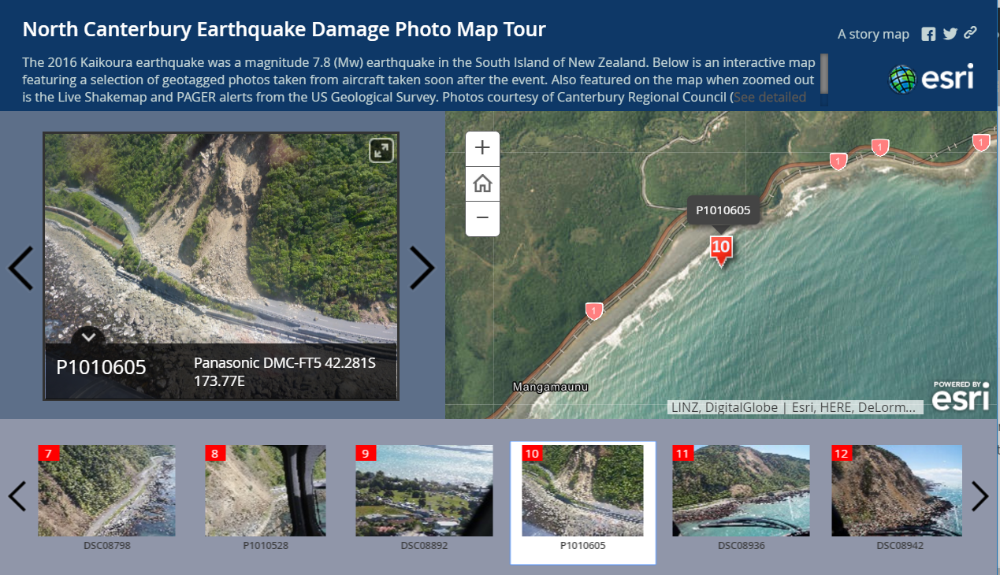 North Canterbury Earthquake Damage Photo Map Tour
A story map
The 2016 Kaikoura earthquake was a magnitude 7.8 (Mw) earthquake in the South Island of New Zealand. Below is an interactive map
featuring a selection of geotagged photos taken from aircraft taken soon after the event. Also featured on the map when zoomed out
is the Live Shakemap and PAGER alerts from the US Geological Survey. Photos courtesy of Canterbury Regional Council (See detailed
esri
P1010605
Panasonic DMC-FT5 42.281S
173.77E
1
1
1
P1010605
10
1
Mangamaunu
POWERED BY
esri
LINZ, DigitalGlobe | Esri, HERE, DeLorm...
7
8
9
10
11
12
DSC08798
P1010528
DSC08892
P1010605
DSC08936
DSC08942